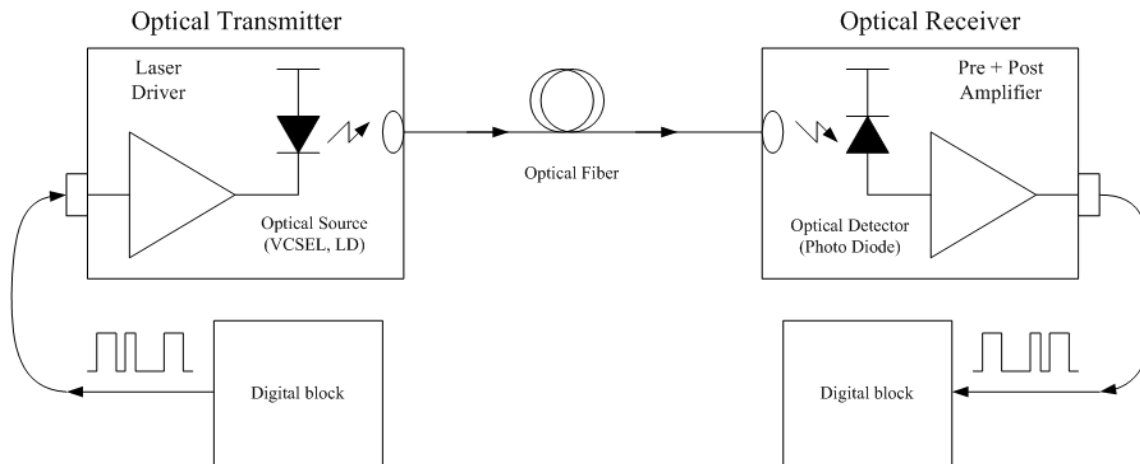 Optical Transmitter
Optical Receiver
Laser
Driver
Pre + Post
Amplifier
Optical Fiber
Optical Source
(VCSEL, LD)
Optical Detector
(Photo Diode)
Digital block
Digital block